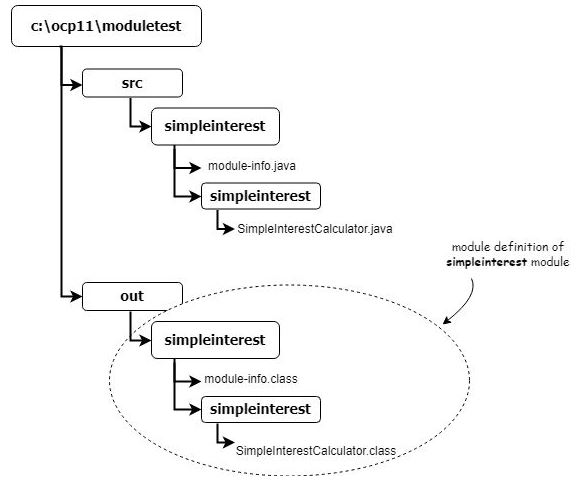 c:\ocp11\moduletest
src
simpleinterest
module-info.java
simpleinterest
SimpleInterestCalculator.java
module definition of
simpleinterest module
out
simpleinterest
module-info.class
simpleinterest
SimpleInterestCalculator.class